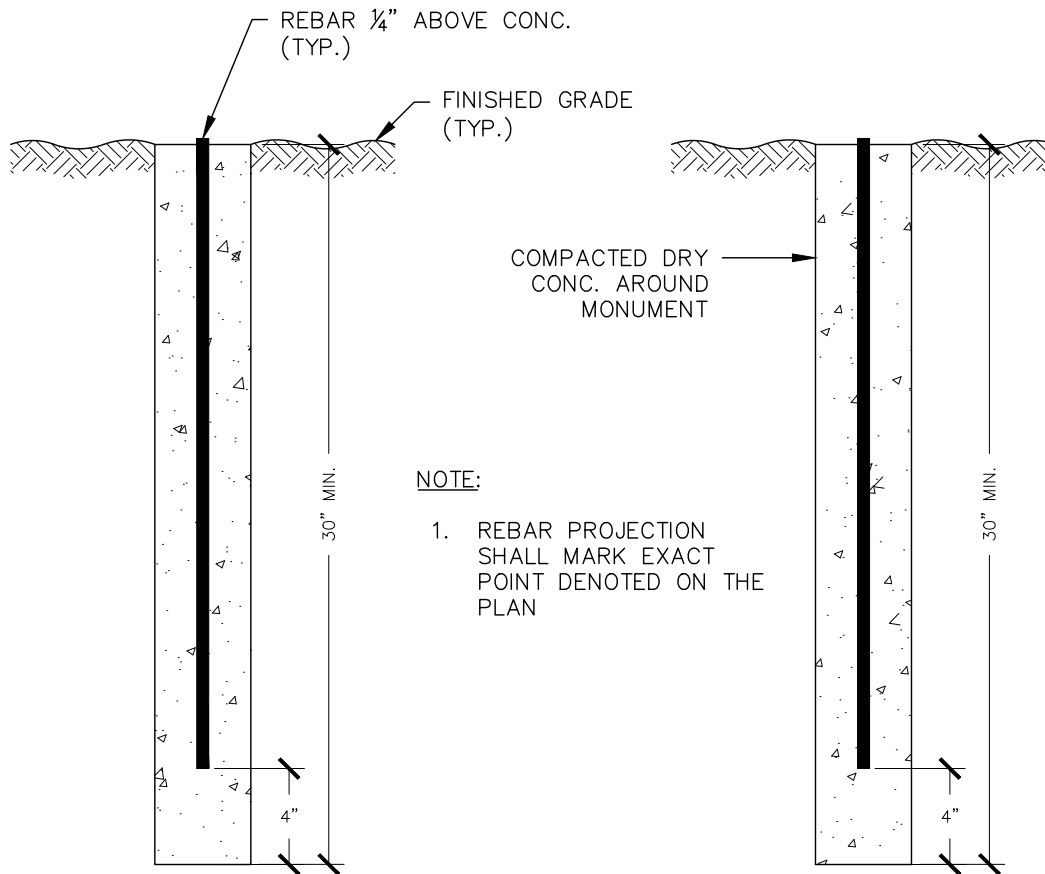 REBAR ¼" ABOVE CONC.
(TYP.)
FINISHED GRADE
(TYP.)
COMPACTED DRY
CONC. AROUND
MONUMENT
30" MIN.
30" MIN.
NOTE:
1. REBAR PROJECTION
SHALL MARK EXACT
POINT DENOTED ON THE
PLAN
4"
4"